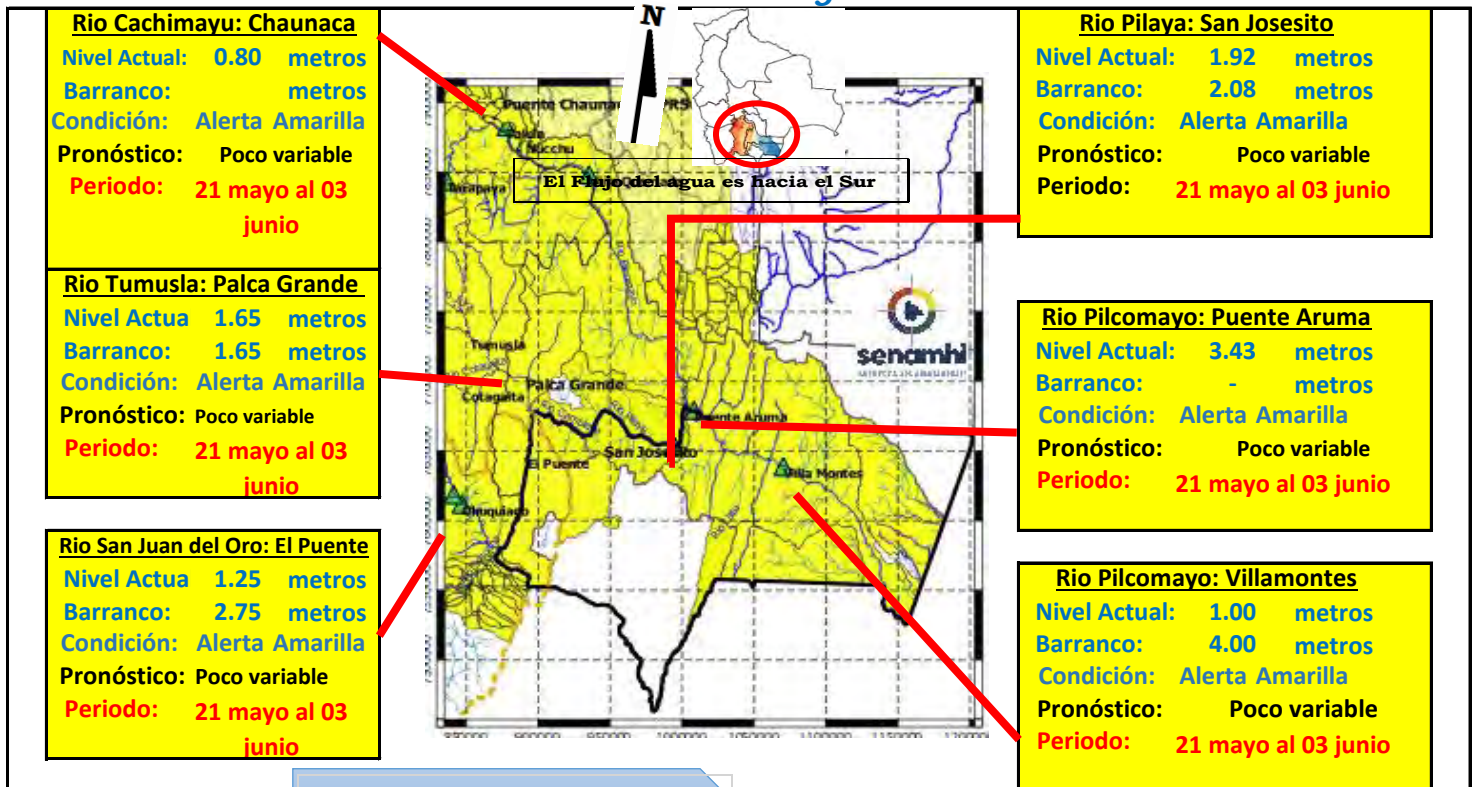 Rio Cachimayu: Chaunaca
Nivel Actual: 0.80 metros
Barranco: metros
Condición: Alerta Amarilla
Pronóstico: Poco variable
Periodo: 21 mayo al 03
junio
Rio Tumusla: Palca Grande
Nivel Actua 1.65 metros
Barranco: 1.65 metros
Condición: Alerta Amarilla
Pronóstico: Poco variable
Periodo: 21 mayo al 03
junio
Rio San Juan del Oro: El Puente
Nivel Actua 1.25 metros
Barranco: 2.75 metros
Condición: Alerta Amarilla
Pronóstico: Poco variable
Periodo: 21 mayo al 03
junio
N
Puente Chauna
Nucchu
Tarapaya
El Flujo del agua es hacia el Sur
senamhi
Tumusla
Palca Grande
Cotagaita
Puente Aruma
San Josesito
El Puente
Villa Montes
Chuquiago
Rio Pilaya: San Josesito
Nivel Actual: 1.92 metros
Barranco: 2.08 metros
Condición: Alerta Amarilla
Pronóstico: Poco variable
Periodo: 21 mayo al 03 junio
Rio Pilcomayo: Puente Aruma
Nivel Actual: 3.43 metros
Barranco: - metros
Condición: Alerta Amarilla
Pronóstico: Poco variable
Periodo: 21 mayo al 03 junio
Rio Pilcomayo: Villamontes
Nivel Actual: 1.00 metros
Barranco: 4.00 metros
Condición: Alerta Amarilla
Pronóstico: Poco variable
Periodo: 21 mayo al 03 junio